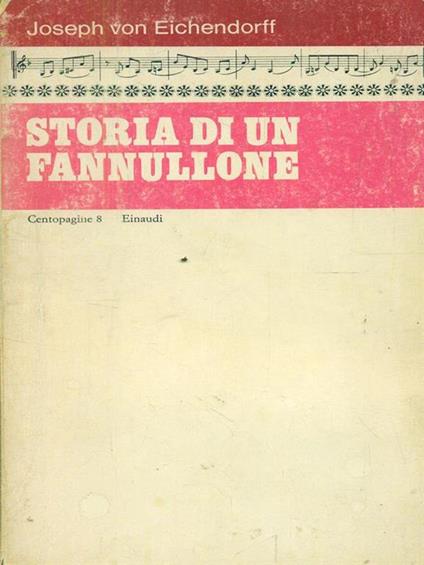 Joseph von Eichendorff
STORIA DI UN
FANNULLONE
Centopagine 8 Einaudi